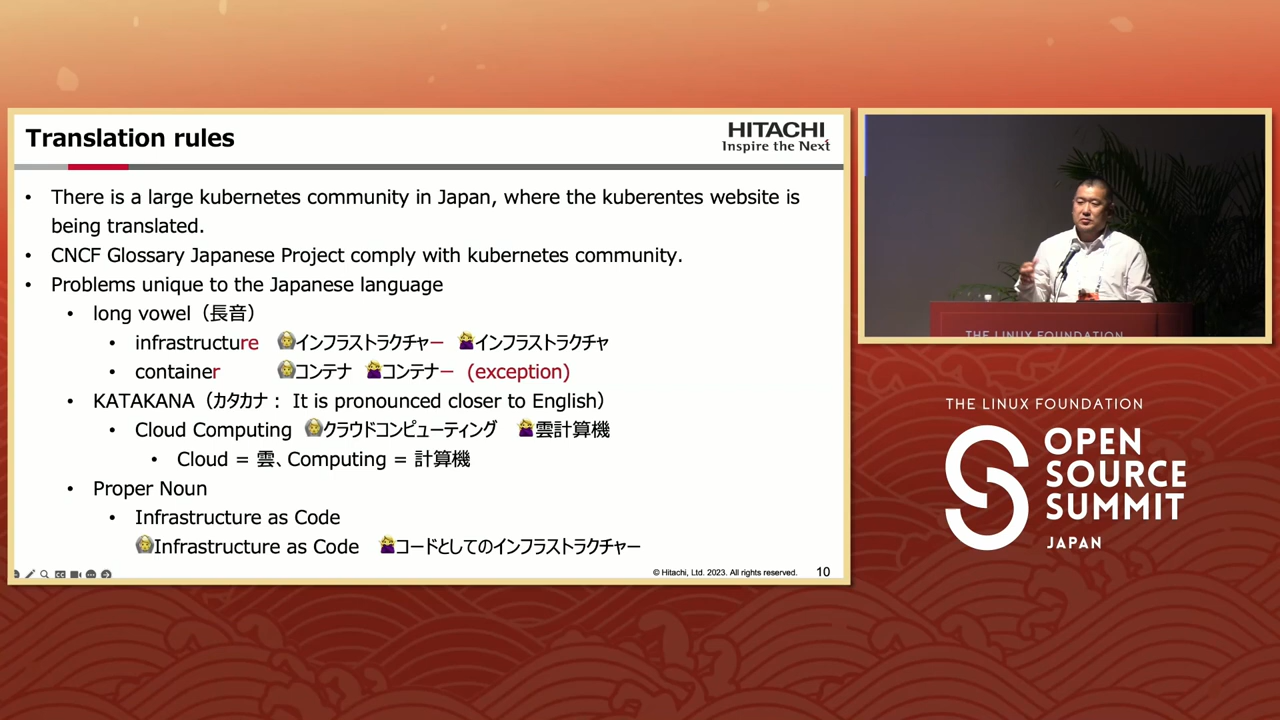 Translation rules
HITACHI
Inspire the Next
• There is a large kubernetes community in Japan, where the kuberentes website is
being translated.
• CNCF Glossary Japanese Project comply with kubernetes community.
• Problems unique to the Japanese language
• long vowel（長音）
• infrastructure 🙆インフラストラクチャー 🙅インフラストラクチャ
• container 🙆コンテナ 🙅コンテナー (exception)
• KATAKANA（カタカナ： It is pronounced closer to English）
• Cloud Computing 🙆クラウドコンピューティング 🙅雲計算機
• Cloud = 雲、Computing = 計算機
• Proper Noun
• Infrastructure as Code
🙆Infrastructure as Code 🙅コードとしてのインフラストラクチャー
© Hitachi, Ltd. 2023. All rights reserved. 10
THE LINUX FOUNDATION
THE LINUX FOUNDATION
OPEN
SOURCE
SUMMIT
JAPAN